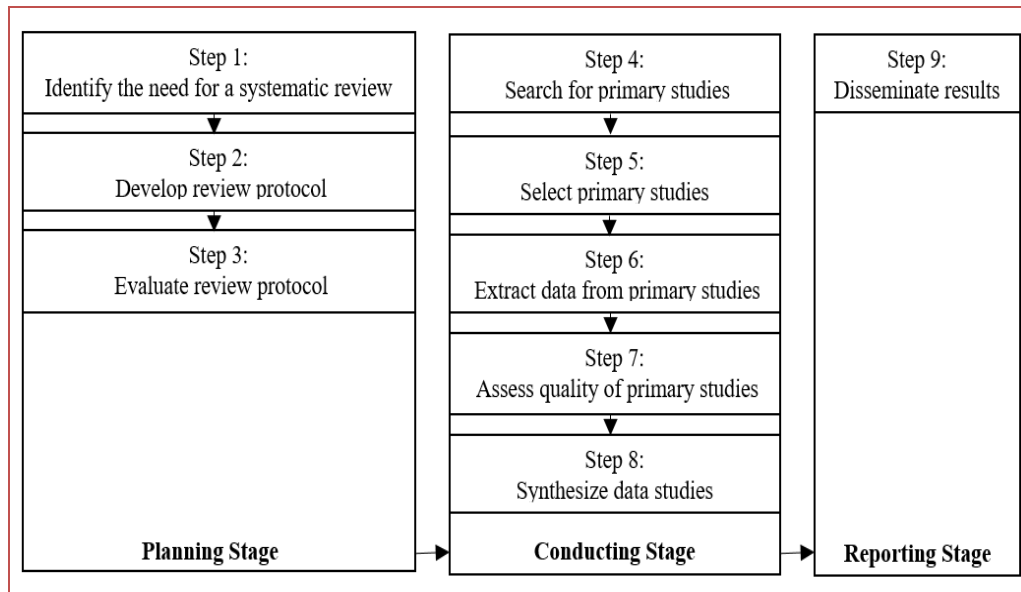 Step 1:
Identify the need for a systematic review
Step 2:
Develop review protocol
Step 3:
Evaluate review protocol
Planning Stage
Step 4:
Search for primary studies
Step 5:
Select primary studies
Step 6:
Extract data from primary studies
Step 7:
Assess quality of primary studies
Step 8:
Synthesize data studies
Conducting Stage
Step 9:
Disseminate results
Reporting Stage